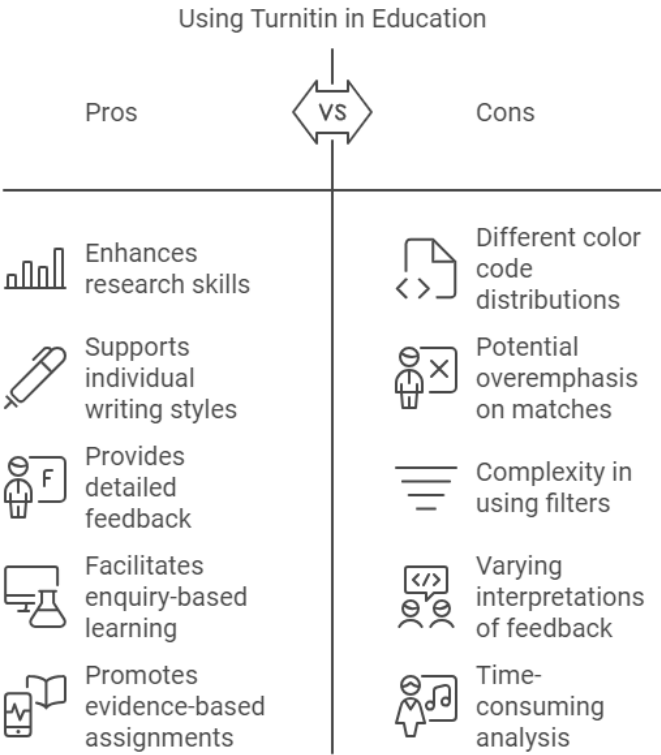 Using Turnitin in Education
Pros
VS
Cons
Enhances
research skills
Supports
individual
writing styles
F
Provides
detailed
feedback
Facilitates
enquiry-based
learning
Promotes
evidence-based
assignments
Different color
code
distributions
Potential
overemphasis
on matches
Complexity in
using filters
</>
Varying
interpretations
of feedback
Time-
consuming
analysis